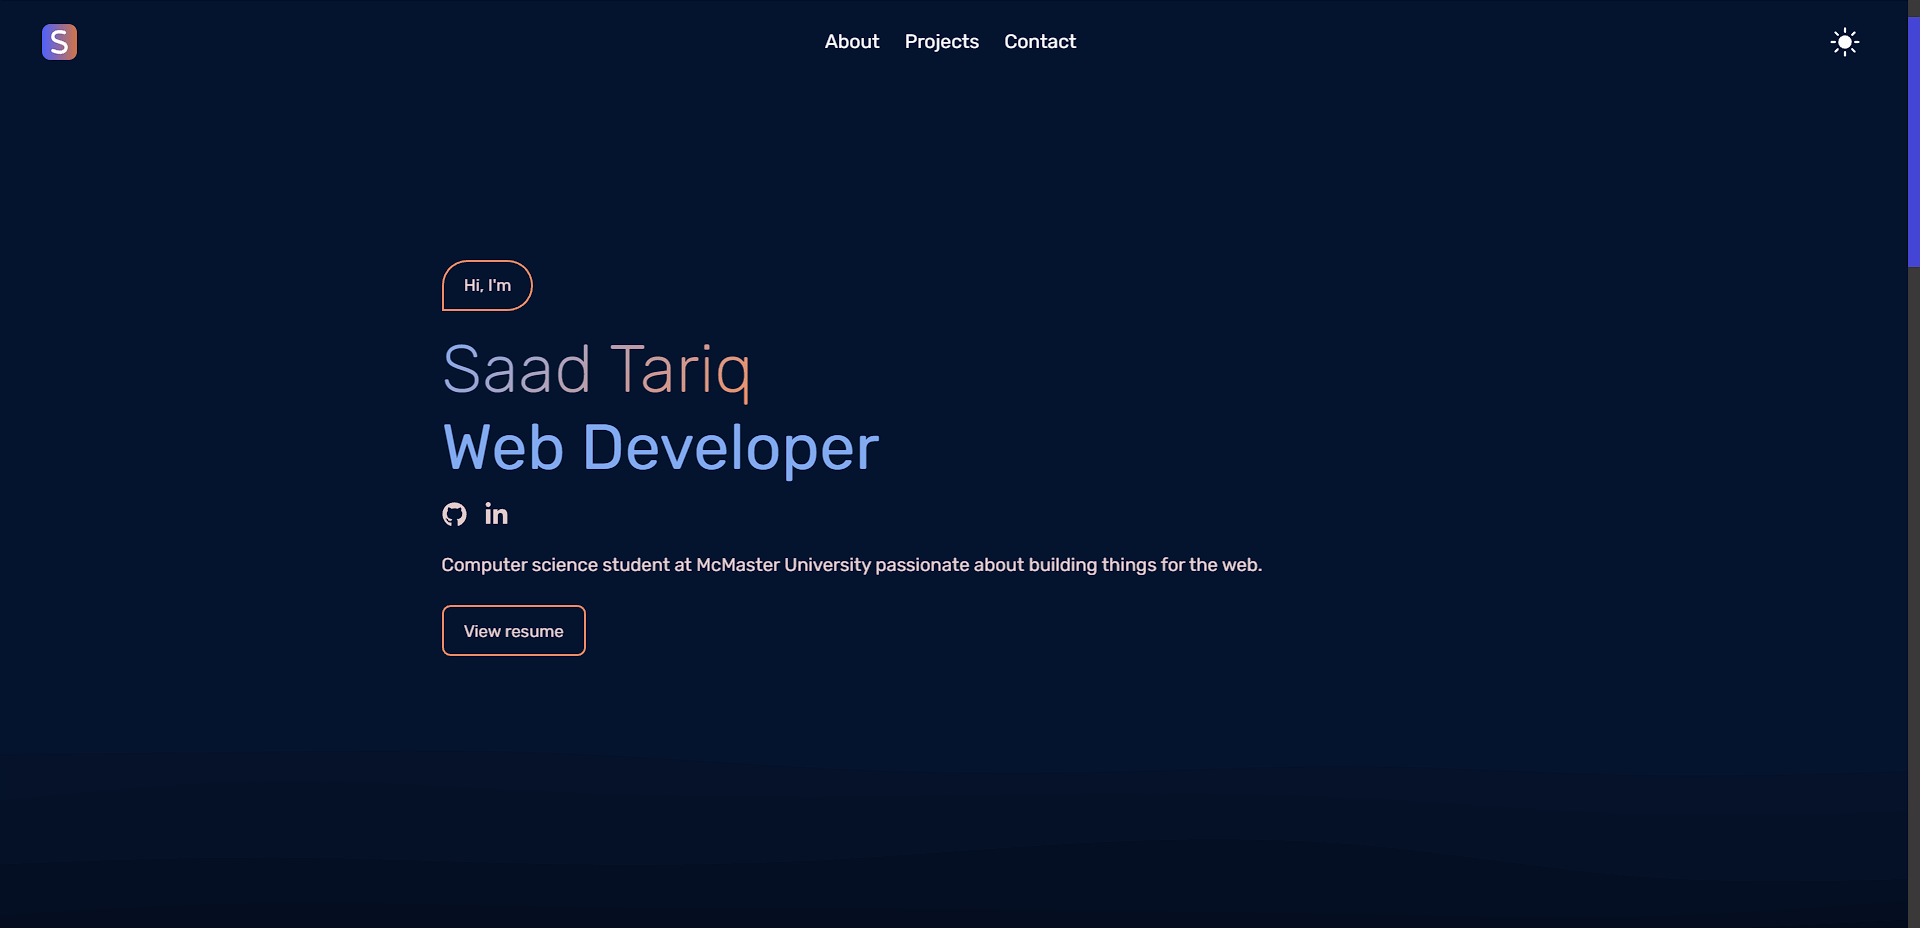 S
About Projects Contact
Hi, I'm
Saad Tariq
Web Developer
in
Computer science student at McMaster University passionate about building things for the web.
View resume